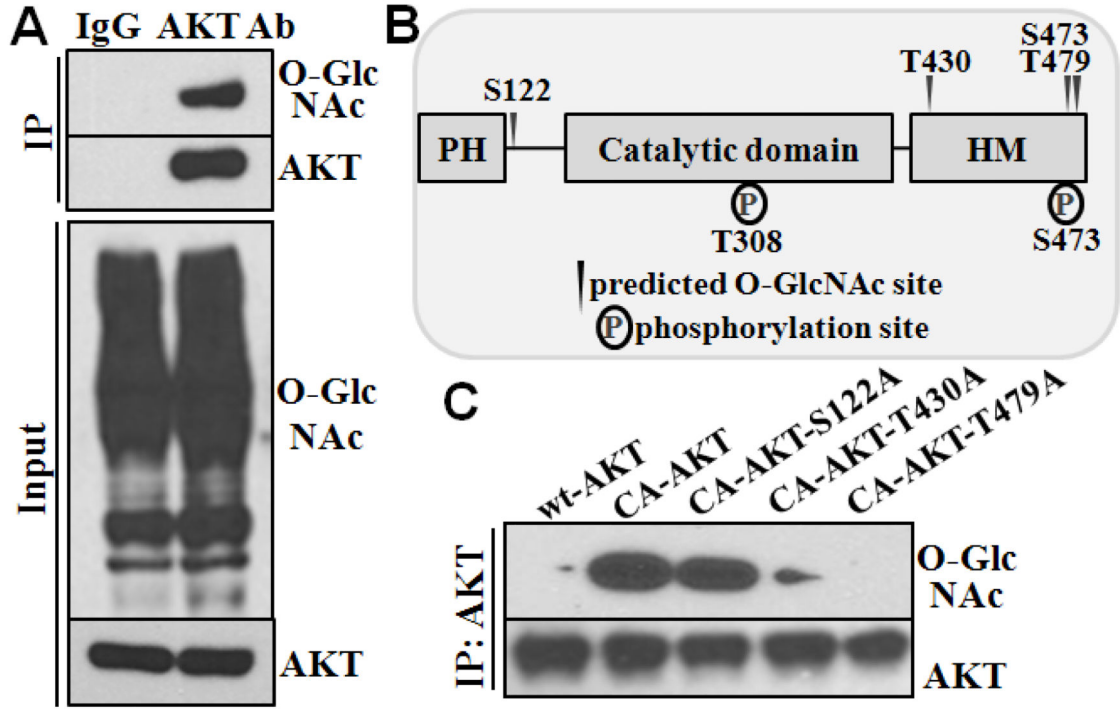 A
IgG AKT Ab
IP
O-Glc
NAc
AKT
Input
O-Glc
NAc
AKT
B
S122
T430
S473
T479
PH
Catalytic domain
HM
P
T308
P
S473
predicted O-GlcNAc site
P phosphorylation site
C
wt-AKT
CA-AKT
CA-AKT-S122A
CA-AKT-T430A
CA-AKT-T479A
IP: AKT
O-Glc
NAc
AKT